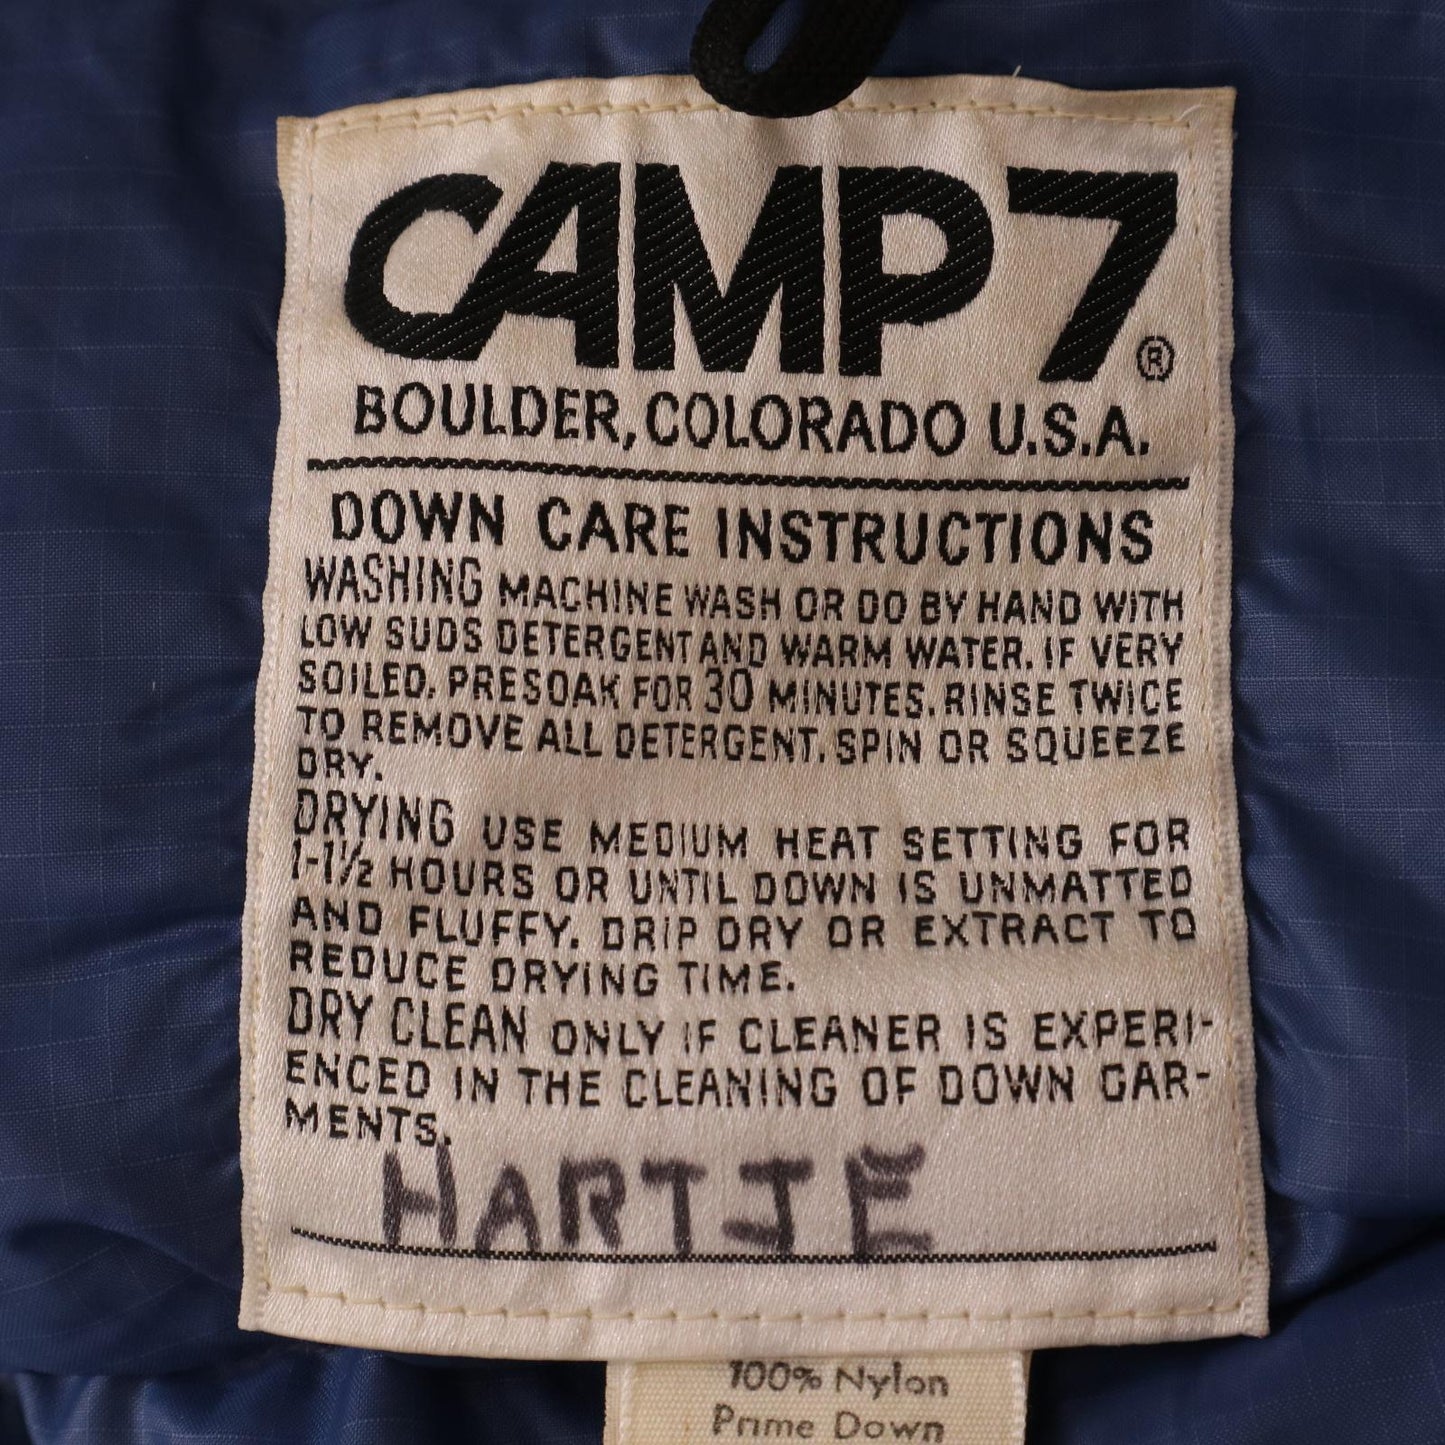 CAMP 7®
BOULDER, COLORADO U.S.A.
DOWN CARE INSTRUCTIONS
WASHING MACHINE WASH OR DO BY HAND WITH
LOW SUDS DETERGENT AND WARM WATER. IF VERY
SOILED, PRESOAK FOR 30 MINUTES. RINSE TWICE
TO REMOVE ALL DETERGENT. SPIN OR SQUEEZE
DRY.
DRYING USE MEDIUM HEAT SETTING FOR
1-1½ HOURS OR UNTIL DOWN IS UNMATTED
AND FLUFFY. DRIP DRY OR EXTRACT TO
REDUCE DRYING TIME.
DRY CLEAN ONLY IF CLEANER IS EXPERI-
ENCED IN THE CLEANING OF DOWN GAR-
MENTS.
HARTJE
100% Nylon
Prime Down